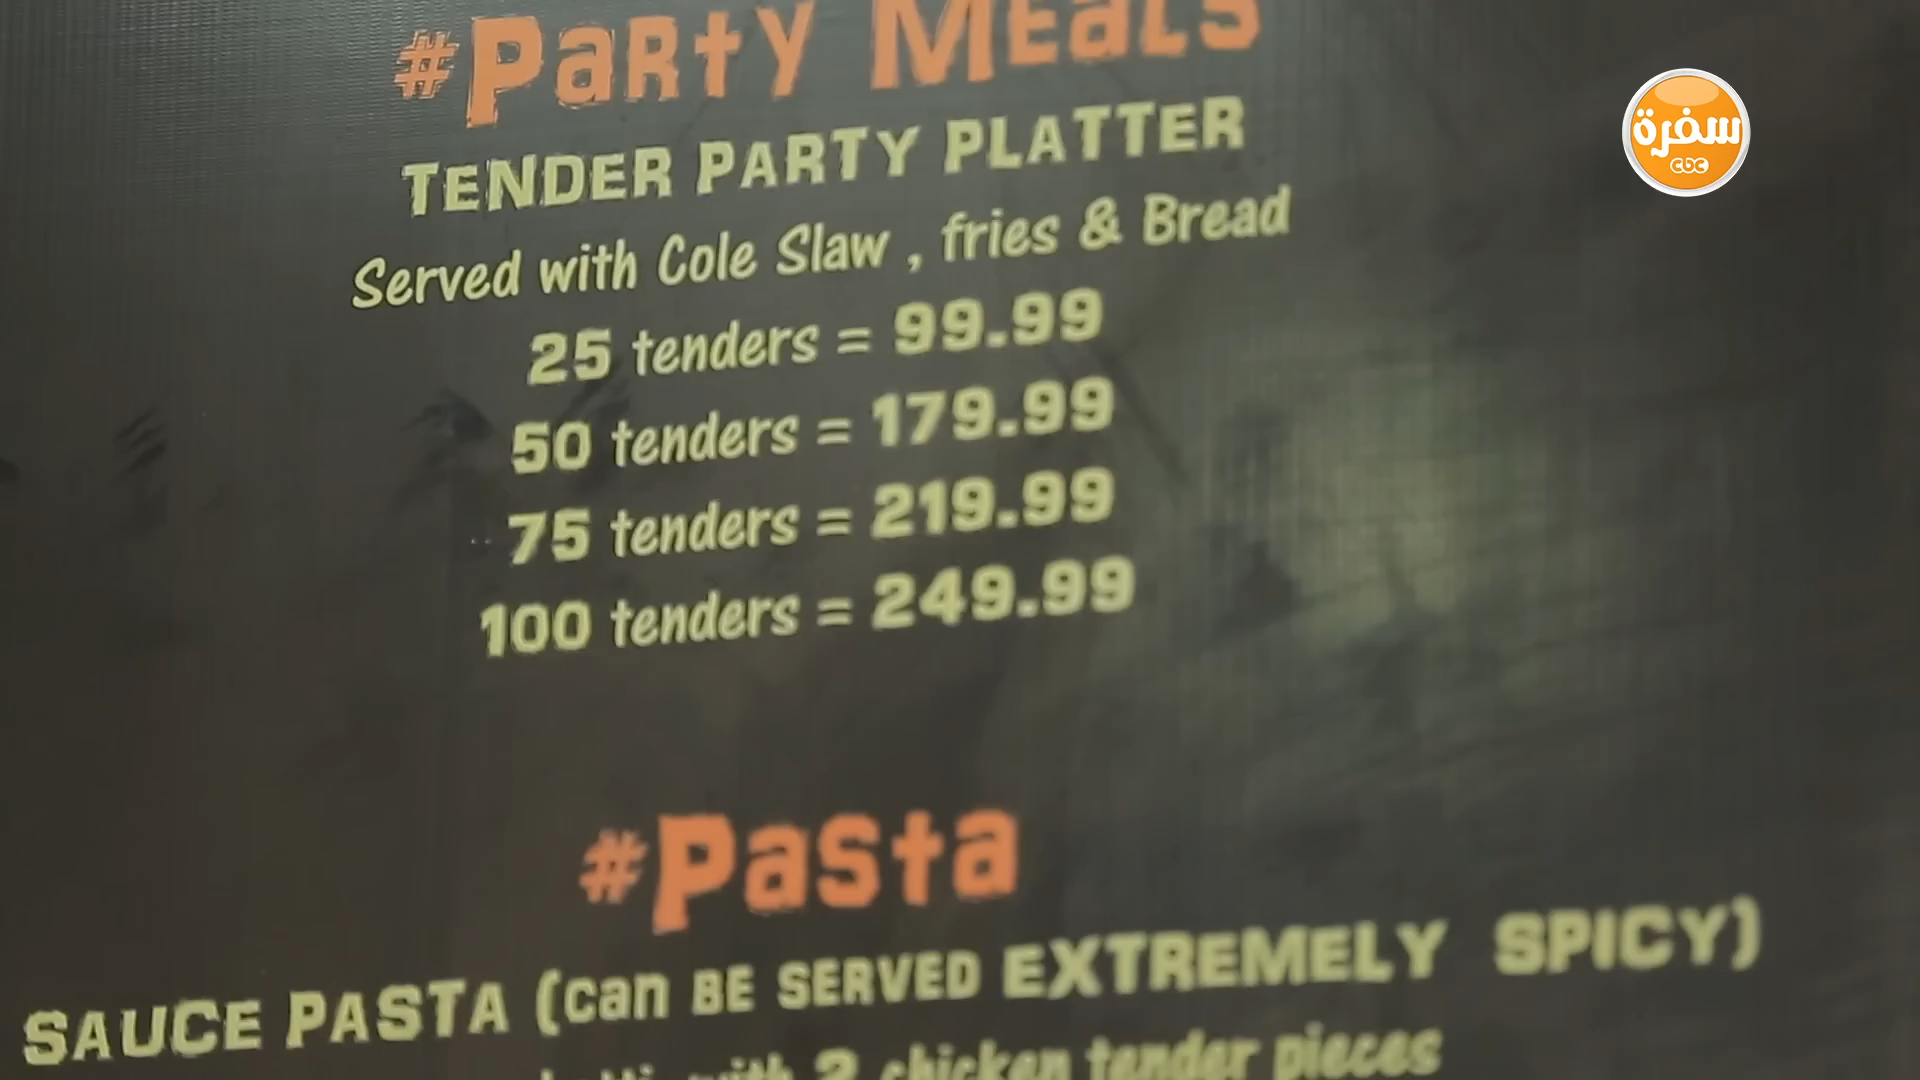 #Party Meals
TENDER PARTY PLATTER
سفرة
cbc
Served with Cole Slaw , fries & Bread
25 tenders = 99.99
50 tenders = 179.99
75 tenders = 219.99
100 tenders = 249.99
#Pasta
SAUCE PASTA (can BE SERVED EXTREMELY SPICY)
with 2 chicken tender pieces